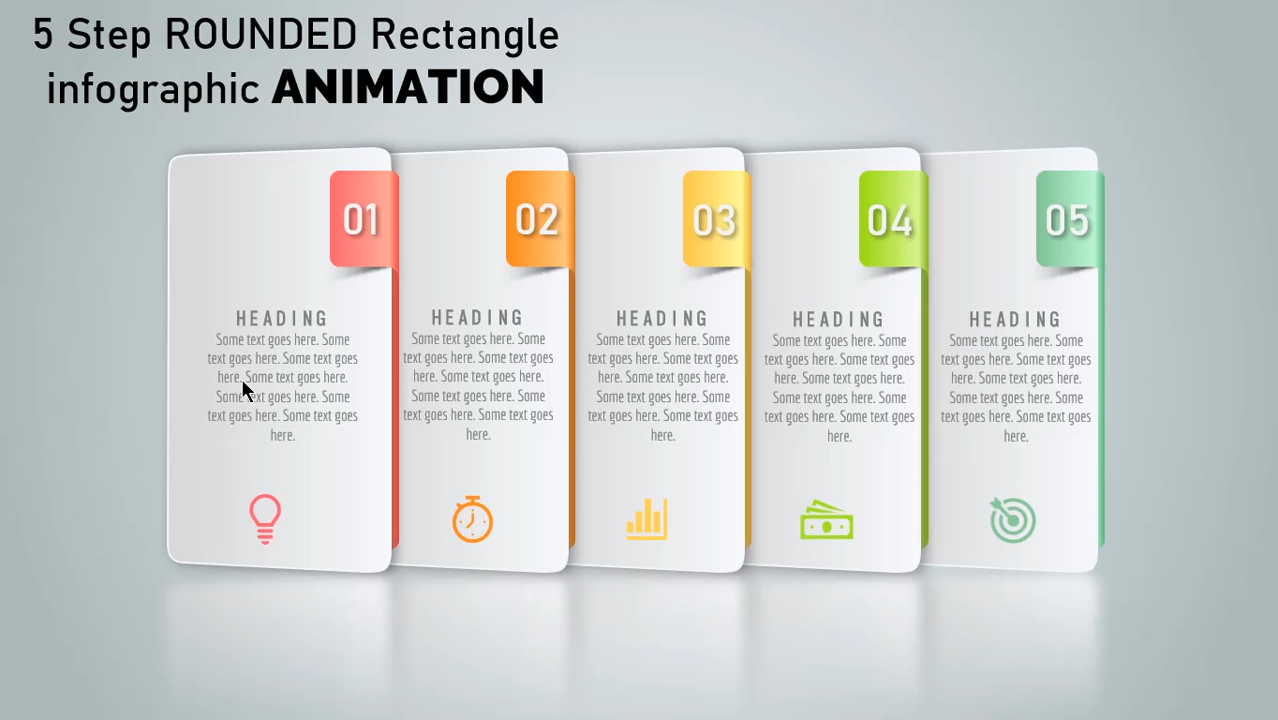 5 Step ROUNDED Rectangle
infographic ANIMATION
01
HEADING
Some text goes here. Some
text goes here. Some text goes
here. Some text goes here.
Some text goes here. Some
text goes here. Some text goes
here.
02
HEADING
Some text goes here. Some
text goes here. Some text goes
here. Some text goes here.
Some text goes here. Some
text goes here. Some text goes
here.
03
HEADING
Some text goes here. Some
text goes here. Some text goes
here. Some text goes here.
Some text goes here. Some
text goes here. Some text goes
here.
04
HEADING
Some text goes here. Some
text goes here. Some text goes
here. Some text goes here.
Some text goes here. Some
text goes here. Some text goes
here.
05
HEADING
Some text goes here. Some
text goes here. Some text goes
here. Some text goes here.
Some text goes here. Some
text goes here. Some text goes
here.